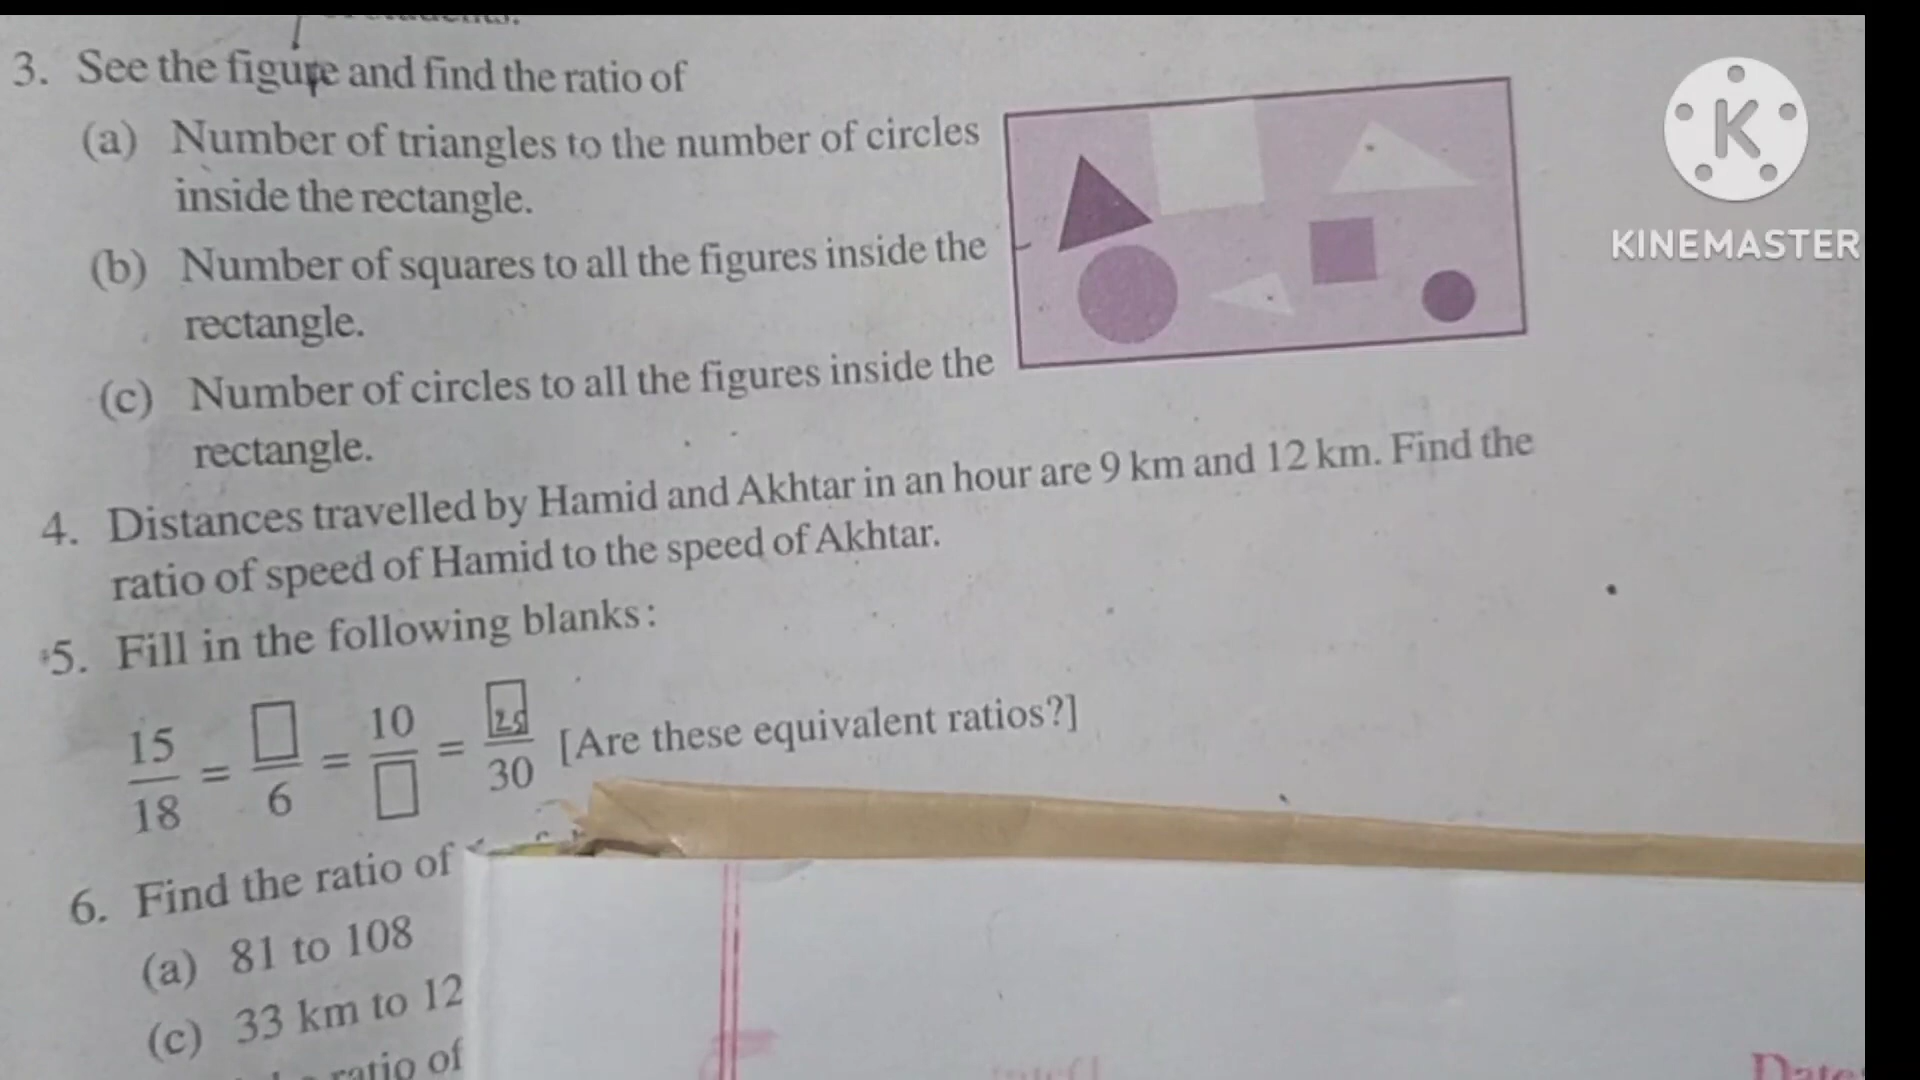 3. See the figure and find the ratio of
(a) Number of triangles to the number of circles
inside the rectangle.
(b) Number of squares to all the figures inside the
rectangle.
(c) Number of circles to all the figures inside the
rectangle.
4. Distances travelled by Hamid and Akhtar in an hour are 9 km and 12 km. Find the
ratio of speed of Hamid to the speed of Akhtar.
5. Fill in the following blanks:
15/18 = □/6 = 10/□ = 25/30 [Are these equivalent ratios?]
6. Find the ratio of
(a) 81 to 108
(c) 33 km to 12
ratio of
K
KINEMASTER
Date